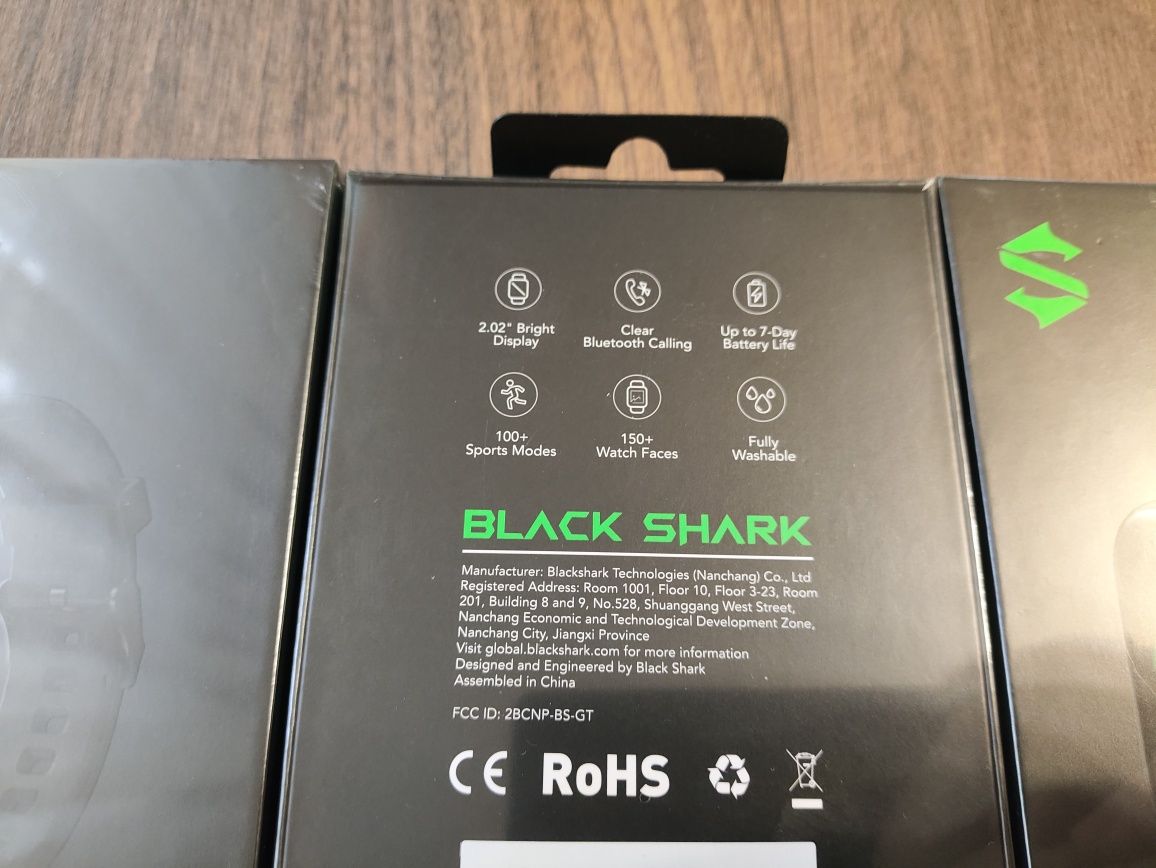 2.02" Bright
Display
Clear
Bluetooth Calling
Up to 7-Day
Battery Life
100+
Sports Modes
150+
Watch Faces
Fully
Washable
BLACK SHARK
Manufacturer: Blackshark Technologies (Nanchang) Co., Ltd
Registered Address: Room 1001, Floor 10, Floor 3-23, Room
201, Building 8 and 9, No.528, Shuanggang West Street,
Nanchang Economic and Technological Development Zone,
Nanchang City, Jiangxi Province
Visit global.blackshark.com for more information
Designed and Engineered by Black Shark
Assembled in China
FCC ID: 2BCNP-BS-GT
CE RoHS